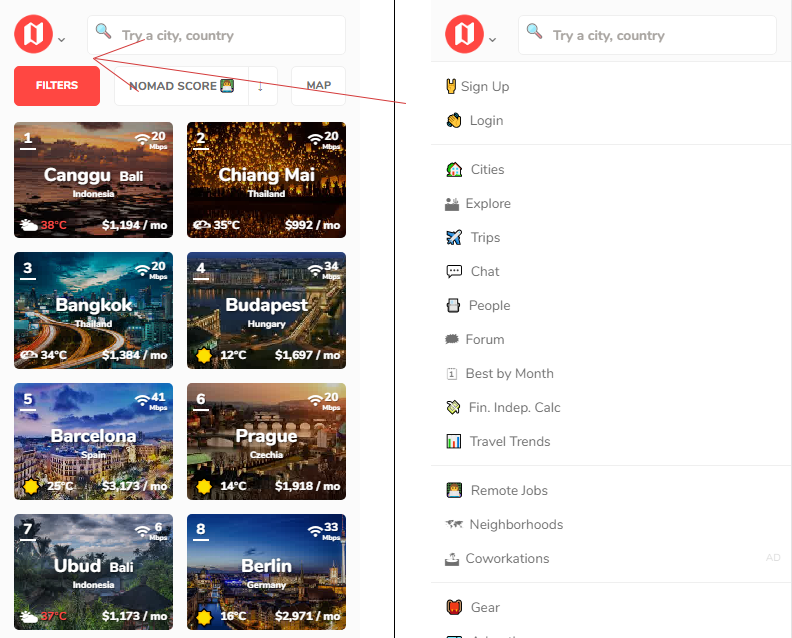 Try a city, country
FILTERS
NOMAD SCORE
↓
MAP
1
20
Mbps
Canggu Bali
Indonesia
38°C
$1,194 / mo
2
20
Mbps
Chiang Mai
Thailand
35°C
$992 / mo
3
20
Mbps
Bangkok
Thailand
34°C
$1,384 / mo
4
34
Mbps
Budapest
Hungary
12°C
$1,697 / mo
5
41
Mbps
Barcelona
Spain
25°C
$3,173 / mo
6
20
Mbps
Prague
Czechia
14°C
$1,918 / mo
7
6
Mbps
Ubud Bali
Indonesia
37°C
$1,173 / mo
8
33
Mbps
Berlin
Germany
16°C
$2,971 / mo
Try a city, country
Sign Up
Login
Cities
Explore
Trips
Chat
People
Forum
1 Best by Month
Fin. Indep. Calc
Travel Trends
Remote Jobs
Neighborhoods
Coworkations
AD
Gear